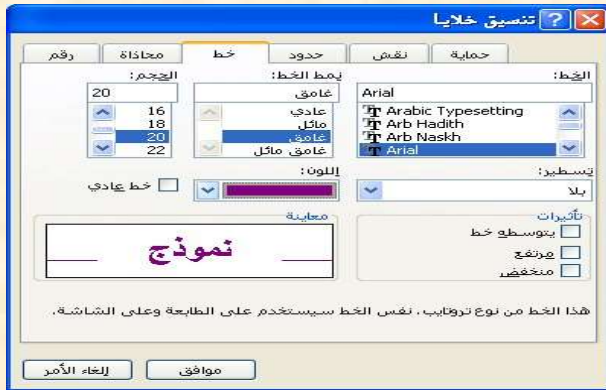 تنسيق خلايا
رقم محاذاة خط حدود نقش حماية
الخط: نمط الخط: الحجم:
Arial غامق 20
Arabic Typesetting عادي 16
Arb Hadith مائل 18
Arb Naskh غامق 20
Arial غامق مائل 22
تسطير: اللون:
بلا خط عادي
تأثيرات معاينة
يتوسطه خط
مرتفع
منخفض
نموذج
هذا الخط من نوع تروتايب. نفس الخط سيستخدم على الطابعة وعلى الشاشة.
موافق إلغاء الأمر